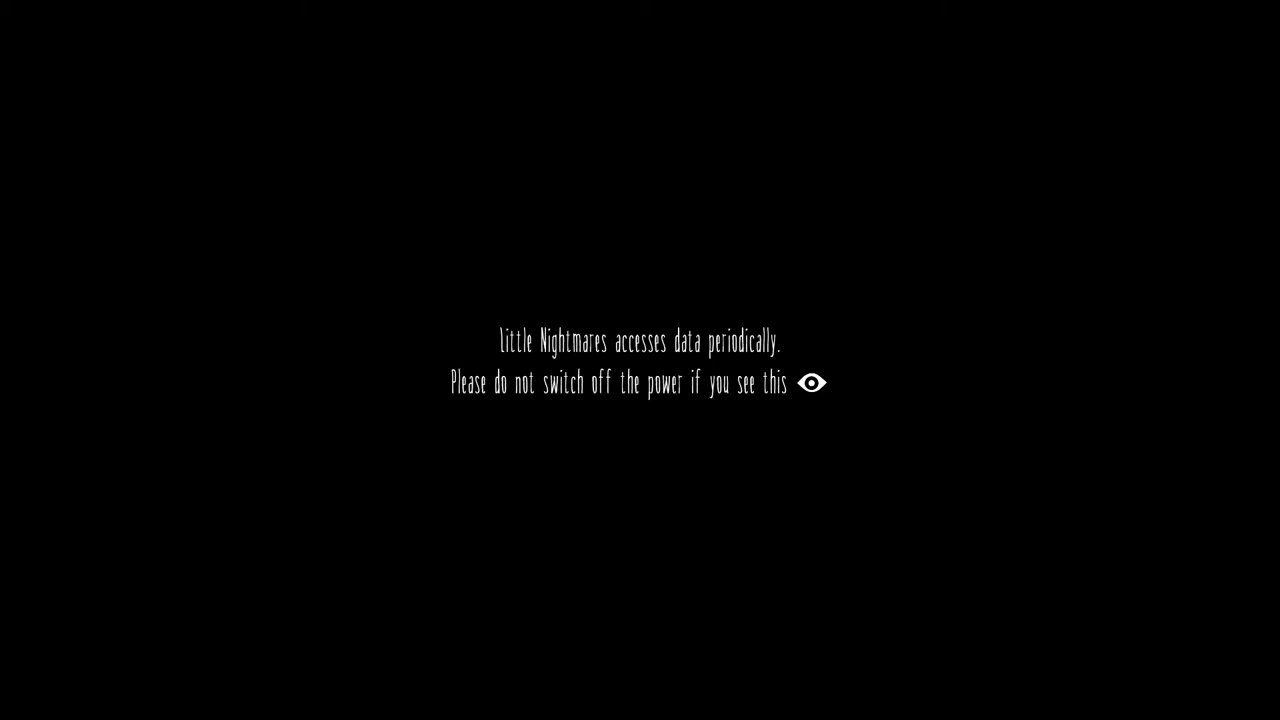 Little Nightmares accesses data periodically.
Please do not switch off the power if you see this